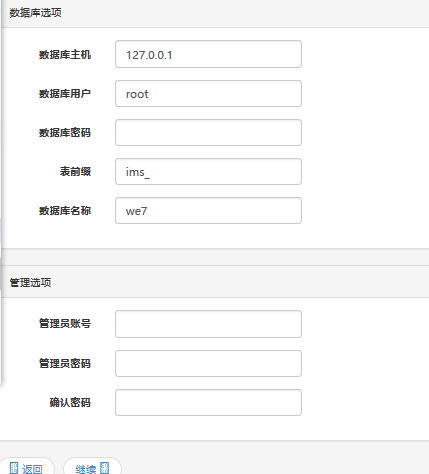 数据库选项
数据库主机 127.0.0.1
数据库用户 root
数据库密码
表前缀 ims_
数据库名称 we7
管理选项
管理员账号
管理员密码
确认密码
返回 继续